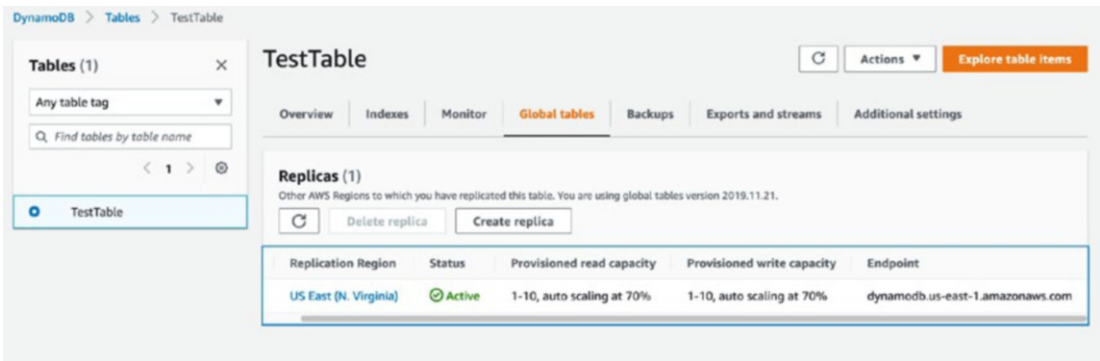 DynamoDB > Tables > TestTable
Tables (1) ×
Any table tag ▼
Find tables by table name
< 1 >
TestTable
TestTable
Actions ▼
Explore table items
Overview Indexes Monitor Global tables Backups Exports and streams Additional settings
Replicas (1)
Other AWS Regions to which you have replicated this table. You are using global tables version 2019.11.21.
Delete replica Create replica
Replication Region Status Provisioned read capacity Provisioned write capacity Endpoint
US East (N. Virginia) Active 1-10, auto scaling at 70% 1-10, auto scaling at 70% dynamodb.us-east-1.amazonaws.com